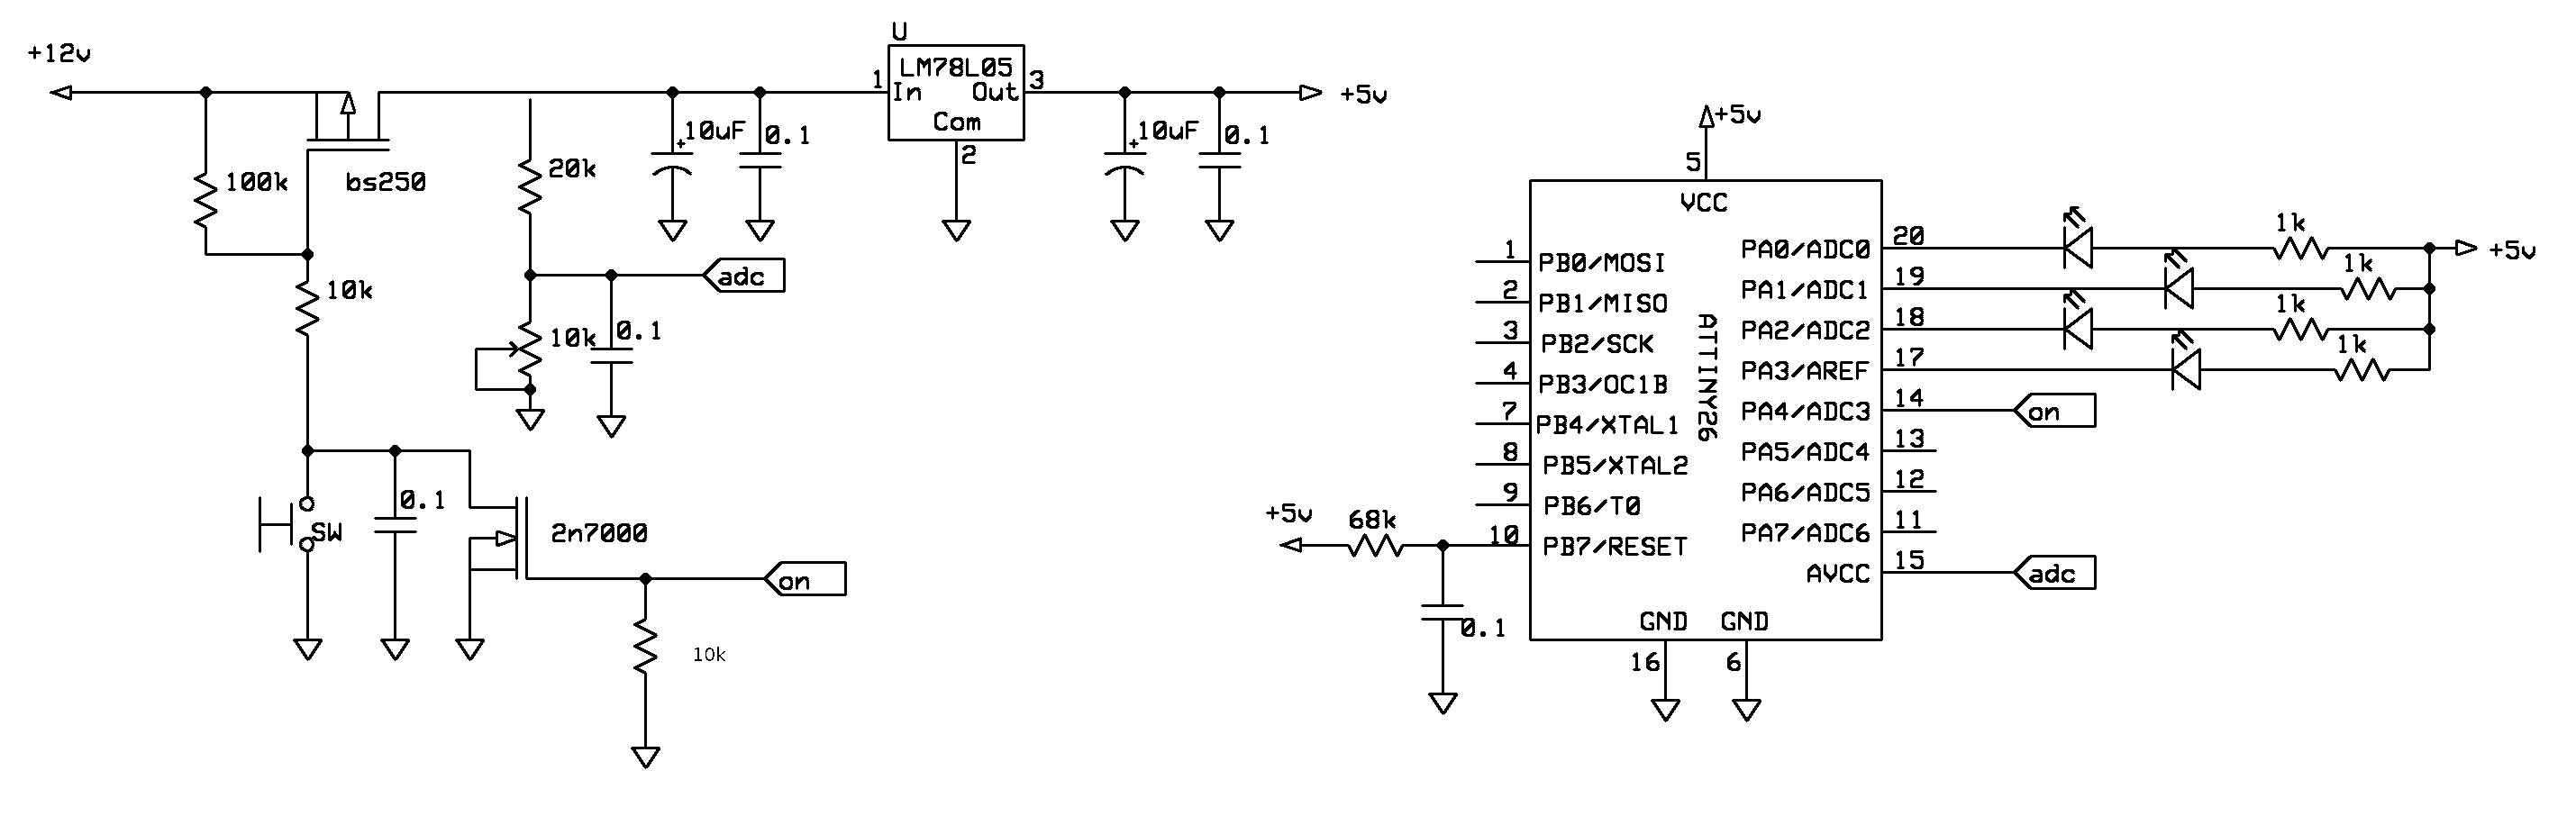 +12v
U
LM78L05
1
In
Out
3
Com
2
+5v
10uF
0.1
10uF
0.1
100k
bs250
20k
10k
adc
10k
0.1
SW
0.1
2n7000
on
10k
+5v
5
VCC
ATTINY26
1
PB0/MOSI
2
PB1/MISO
3
PB2/SCK
4
PB3/OC1B
7
PB4/XTAL1
8
PB5/XTAL2
9
PB6/T0
10
PB7/RESET
PA0/ADC0
20
PA1/ADC1
19
PA2/ADC2
18
PA3/AREF
17
PA4/ADC3
14
PA5/ADC4
13
PA6/ADC5
12
PA7/ADC6
11
AVCC
15
GND
GND
16
6
1k
1k
1k
1k
+5v
on
adc
+5v
68k
0.1